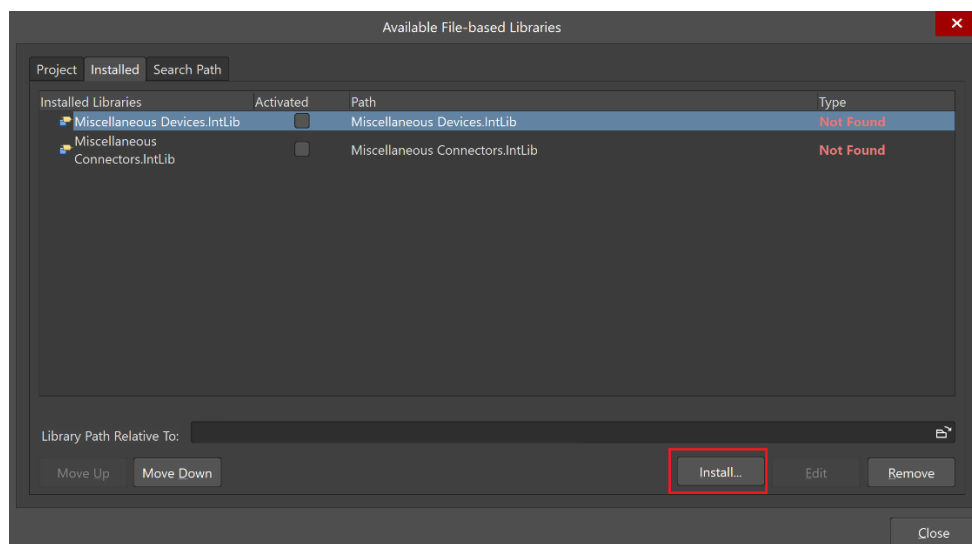 Available File-based Libraries
Project Installed Search Path
Installed Libraries Activated Path Type
Miscellaneous Devices.IntLib Miscellaneous Devices.IntLib Not Found
Miscellaneous
Connectors.IntLib Miscellaneous Connectors.IntLib Not Found
Library Path Relative To:
Move Up Move Down Install... Edit Remove
Close